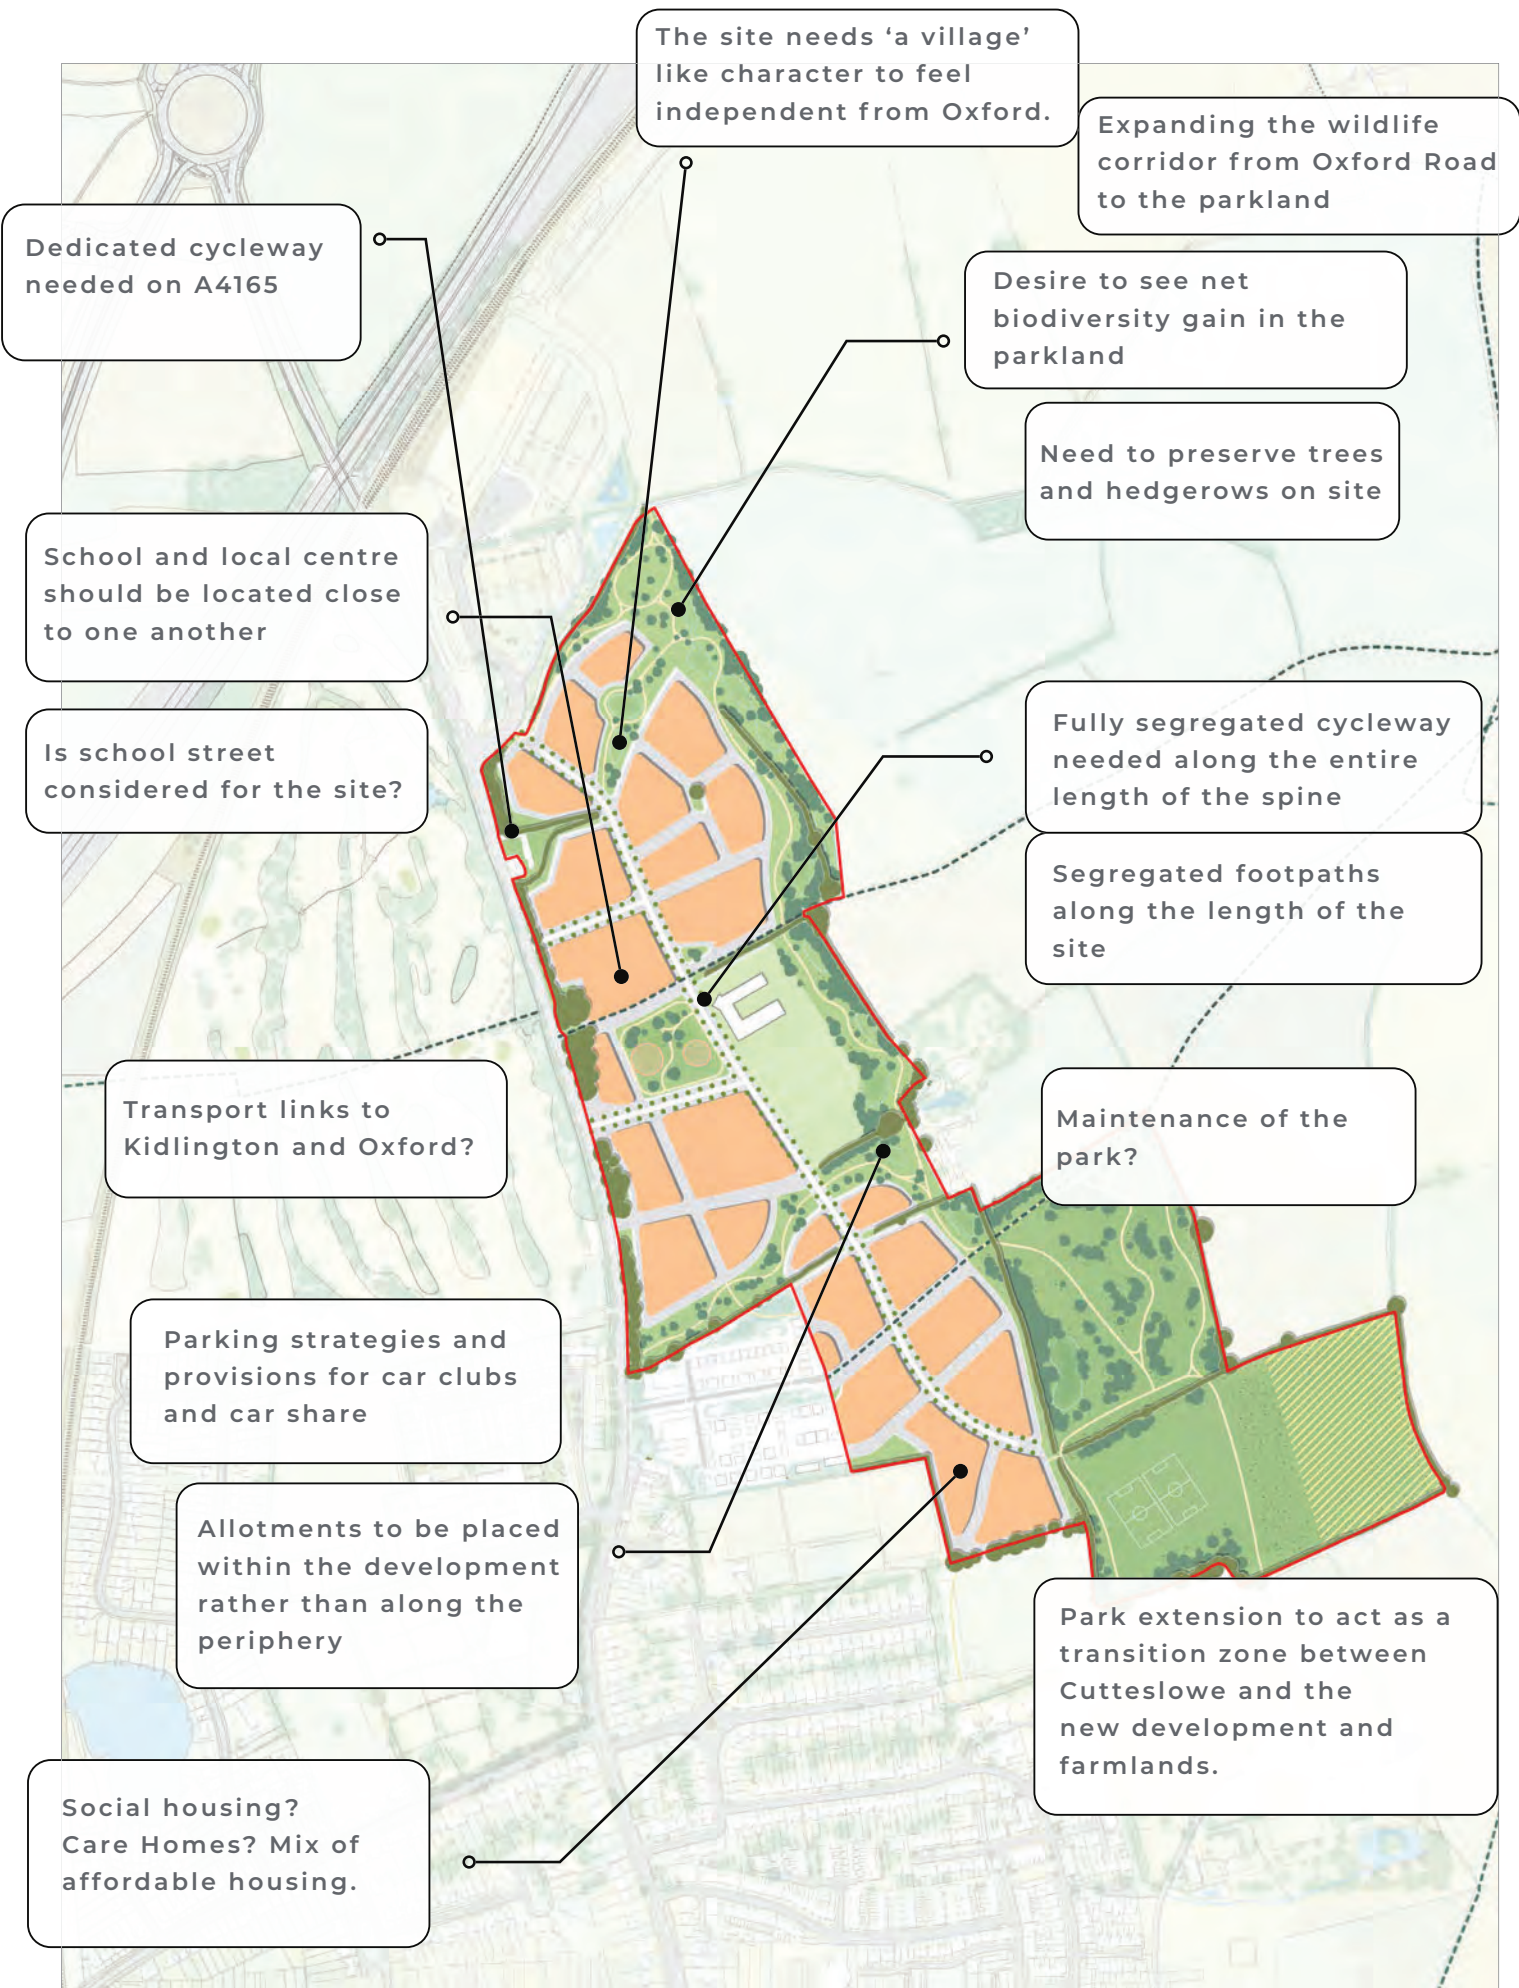 The site needs ‘a village’
like character to feel
independent from Oxford.
Expanding the wildlife
corridor from Oxford Road
to the parkland
Dedicated cycleway
needed on A4165
Desire to see net
biodiversity gain in the
parkland
Need to preserve trees
and hedgerows on site
School and local centre
should be located close
to one another
Is school street
considered for the site?
Fully segregated cycleway
needed along the entire
length of the spine
Segregated footpaths
along the length of the
site
Transport links to
Kidlington and Oxford?
Maintenance of the
park?
Parking strategies and
provisions for car clubs
and car share
Allotments to be placed
within the development
rather than along the
periphery
Park extension to act as a
transition zone between
Cutteslowe and the
new development and
farmlands.
Social housing?
Care Homes? Mix of
affordable housing.